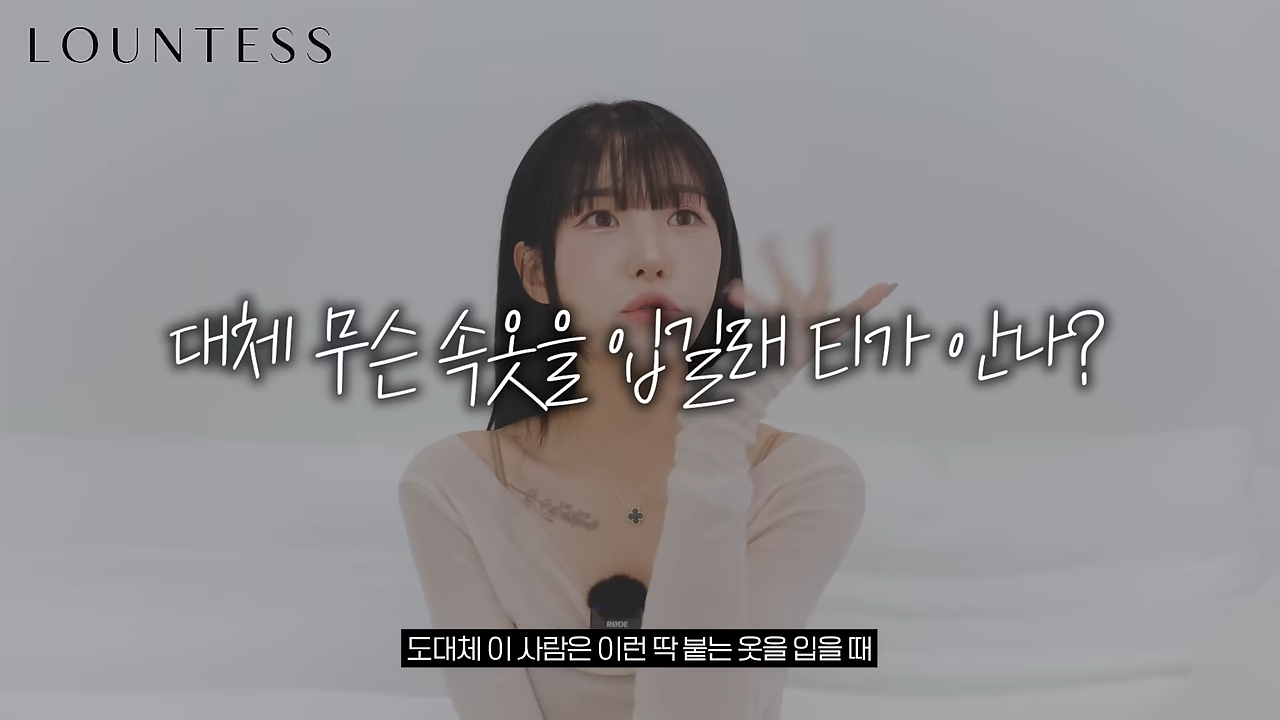 LOUNTESS
대체 무슨 속옷을 입길래 티가 안나?
RØDE
도대체 이 사람은 이런 딱 붙는 옷을 입을 때